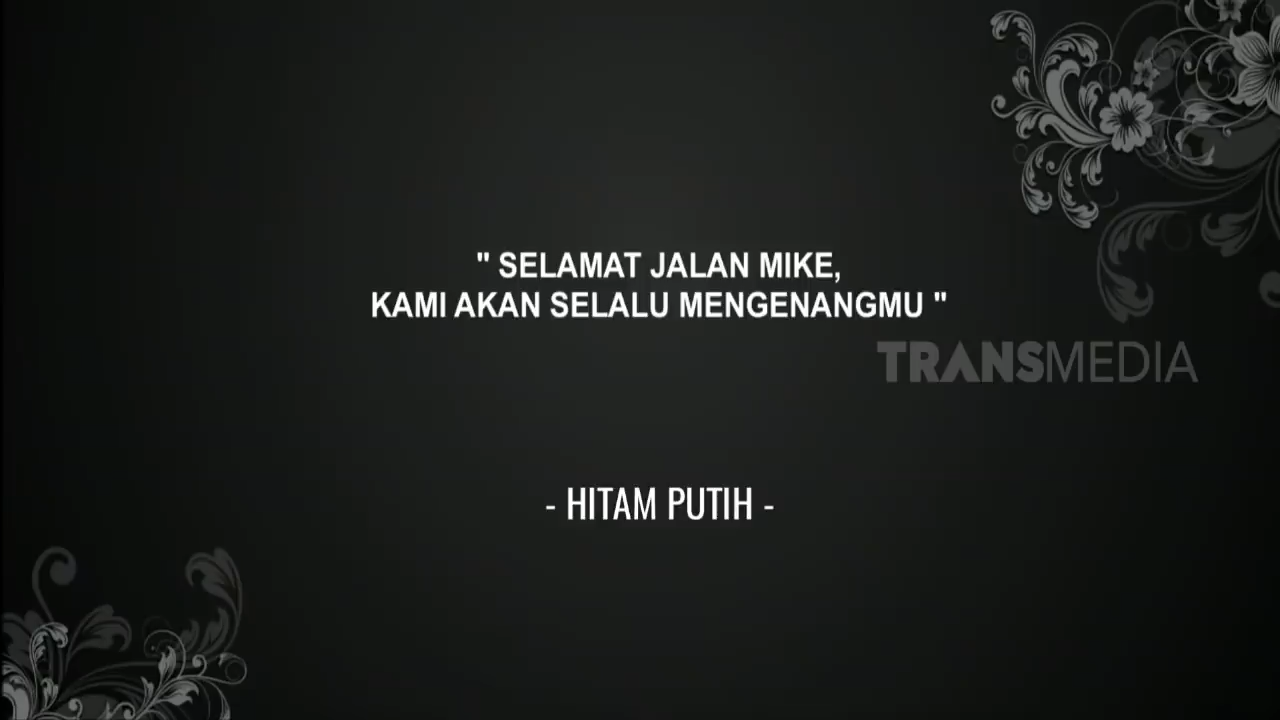 " SELAMAT JALAN MIKE,
KAMI AKAN SELALU MENGENANGMU "
TRANSMEDIA
- HITAM PUTIH -